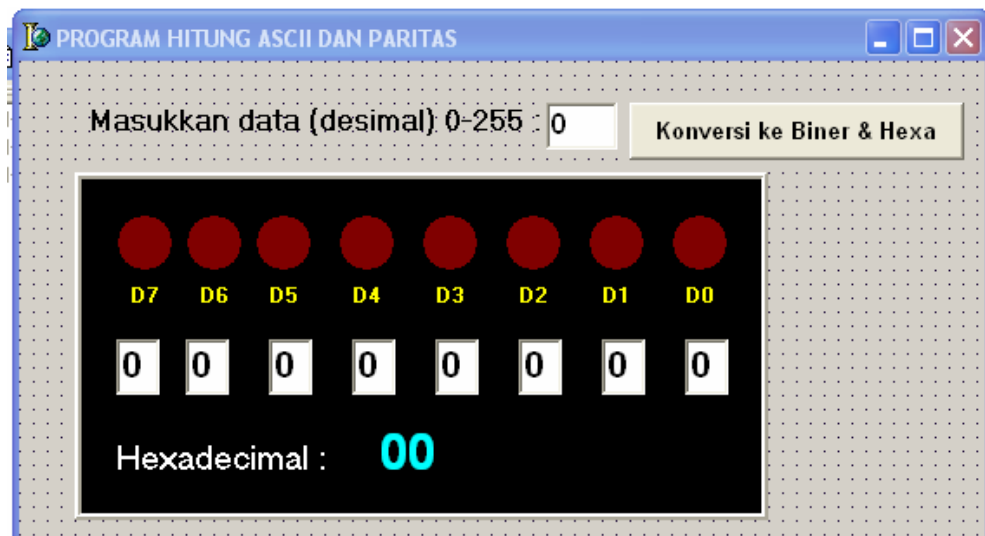 PROGRAM HITUNG ASCII DAN PARITAS
Masukkan data (desimal) 0-255 : 0
Konversi ke Biner & Hexa
D7 D6 D5 D4 D3 D2 D1 D0
0 0 0 0 0 0 0 0
Hexadecimal : 00